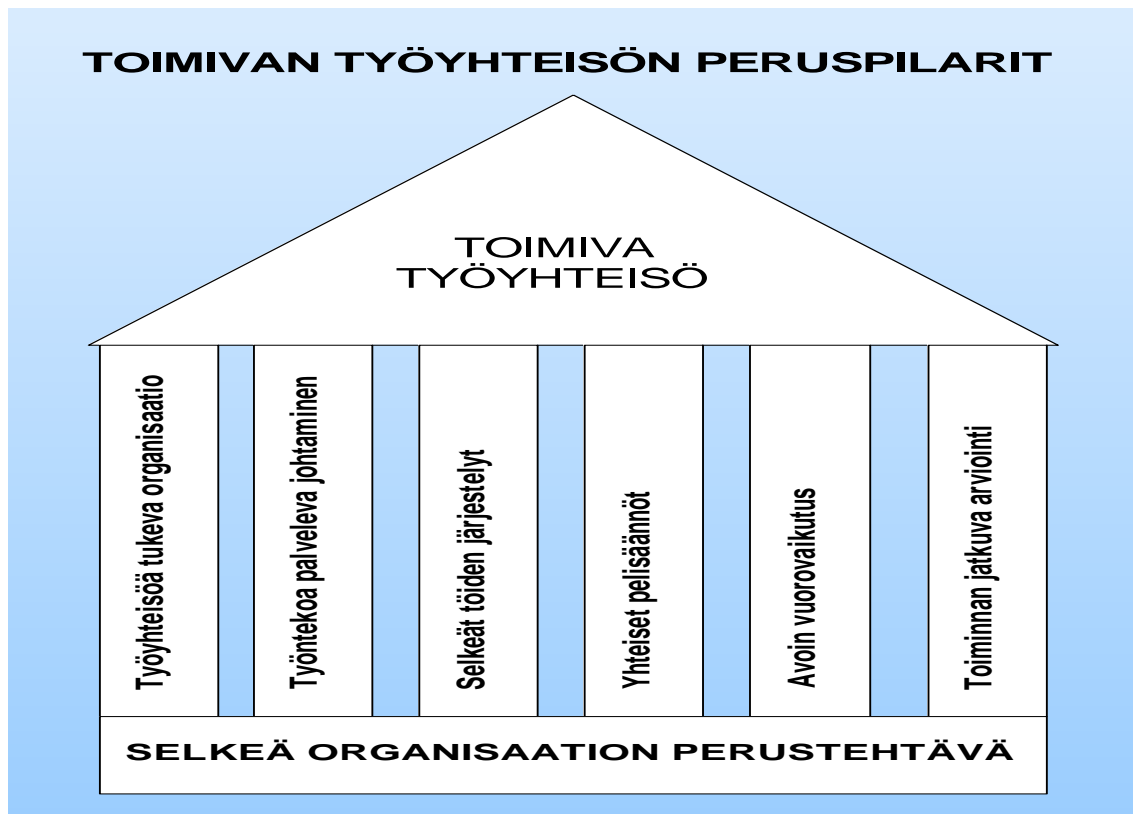 TOIMIVAN TYÖYHTEISÖN PERUSPILARIT
TOIMIVA
TYÖYHTEISÖ
Työyhteisöä tukeva organisaatio
Työntekoa palveleva johtaminen
Selkeät töiden järjestelyt
Yhteiset pelisäännöt
Avoin vuorovaikutus
Toiminnan jatkuva arviointi
SELKEÄ ORGANISAATION PERUSTEHTÄVÄ